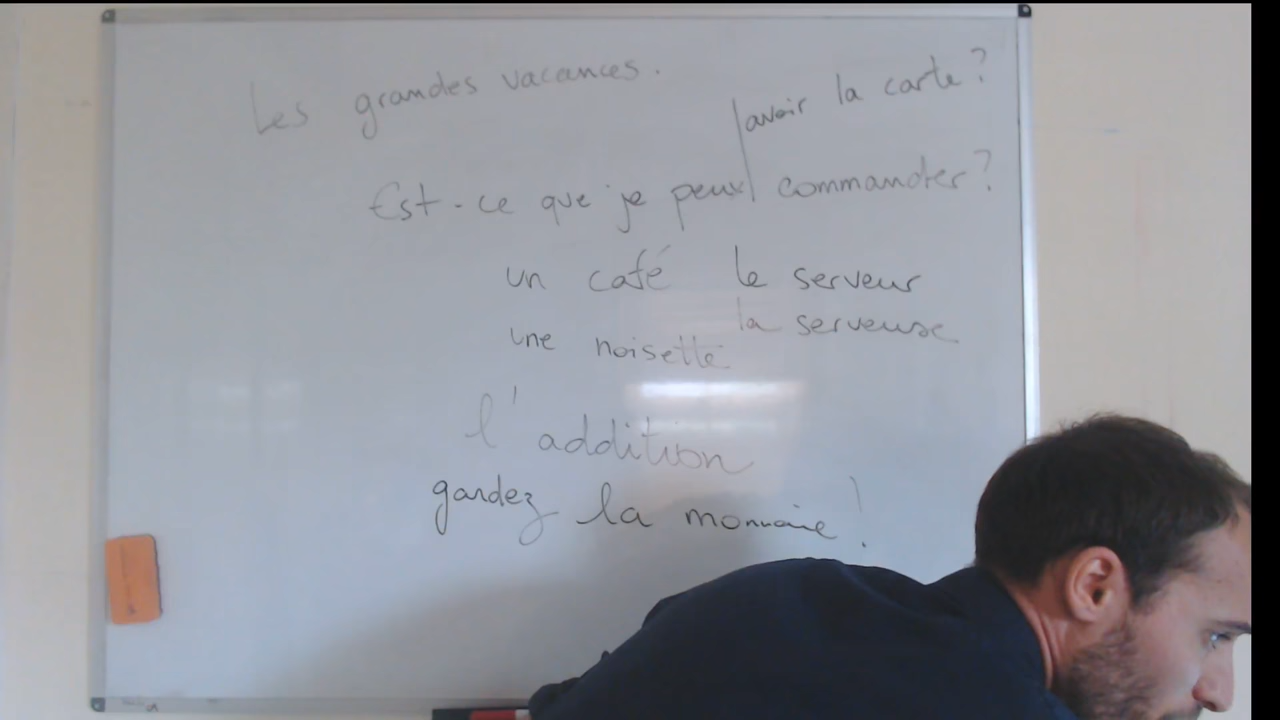 Les grandes vacances.
avoir la carte?
Est-ce que je peux commander?
un café le serveur
la serveuse
une noisette
l'addition
gardez la monnaie!